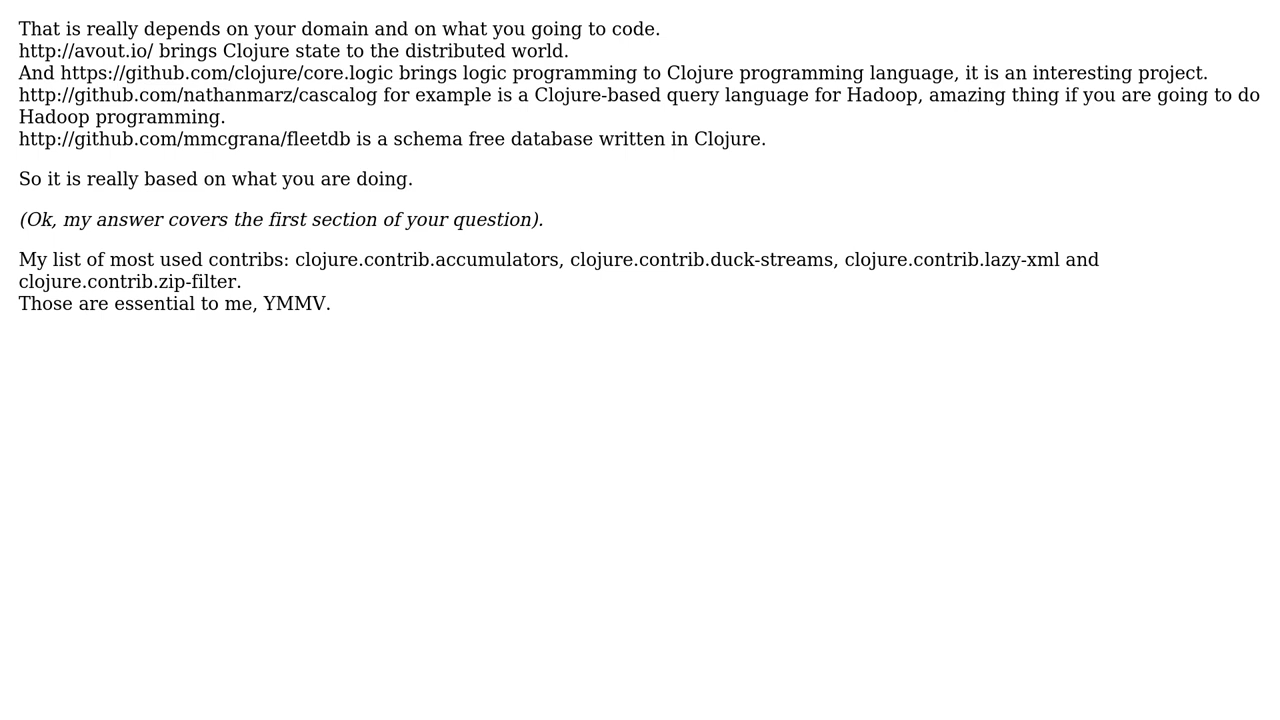 That is really depends on your domain and on what you going to code.
http://avout.io/ brings Clojure state to the distributed world.
And https://github.com/clojure/core.logic brings logic programming to Clojure programming language, it is an interesting project.
http://github.com/nathanmarz/cascalog for example is a Clojure-based query language for Hadoop, amazing thing if you are going to do
Hadoop programming.
http://github.com/mmcgrana/fleetdb is a schema free database written in Clojure.
So it is really based on what you are doing.
(Ok, my answer covers the first section of your question).
My list of most used contribs: clojure.contrib.accumulators, clojure.contrib.duck-streams, clojure.contrib.lazy-xml and
clojure.contrib.zip-filter.
Those are essential to me, YMMV.